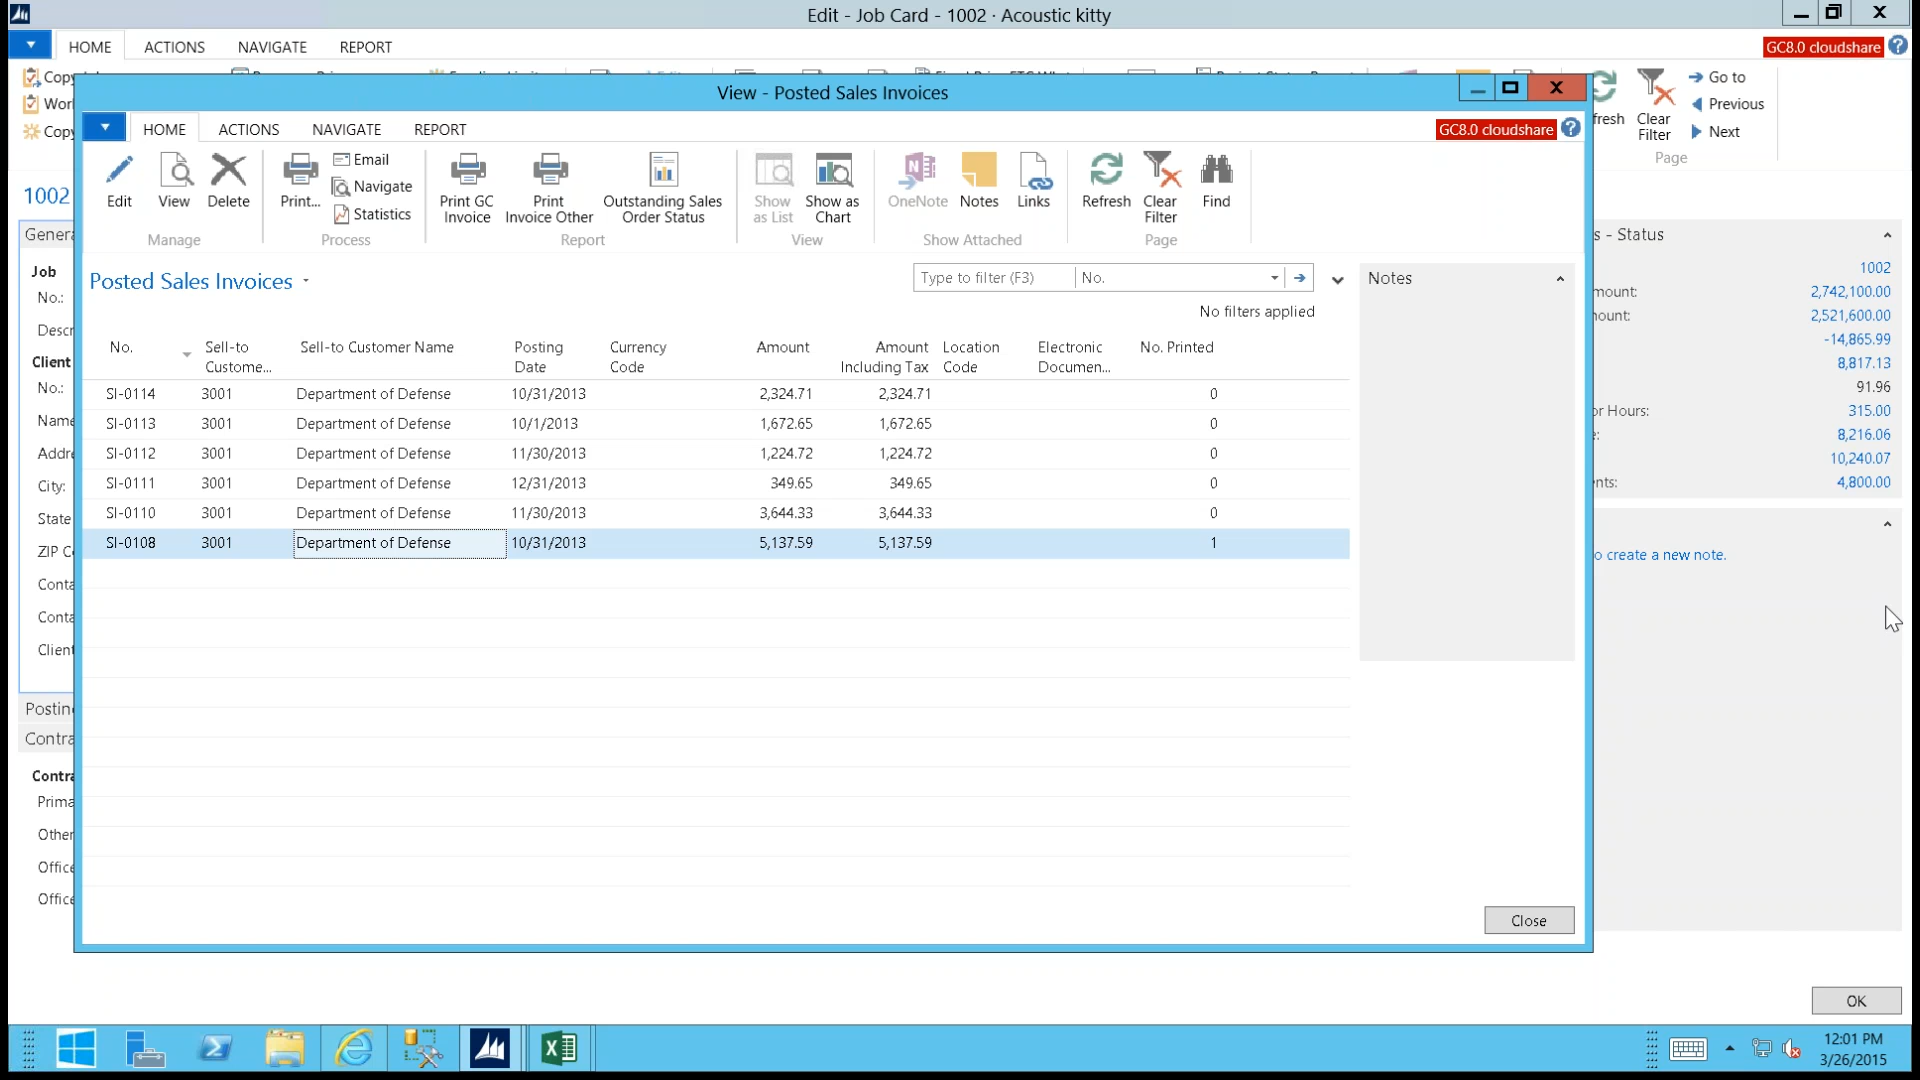 Edit - Job Card - 1002 · Acoustic kitty
HOME ACTIONS NAVIGATE REPORT
GC8.0 cloudshare
Go to
Previous
Next
Clear
Filter
Page
1002
View - Posted Sales Invoices
HOME ACTIONS NAVIGATE REPORT
GC8.0 cloudshare
Edit View Delete
Manage
Print...
Email
Navigate
Statistics
Process
Print GC
Invoice
Print
Invoice Other
Outstanding Sales
Order Status
Report
Show
as List
Show as
Chart
View
OneNote Notes Links
Show Attached
Refresh Clear
Filter
Find
Page
Posted Sales Invoices
Type to filter (F3) No.
No filters applied
Notes
No. Sell-to
Custome... Sell-to Customer Name Posting
Date Currency
Code Amount Amount
Including Tax Location
Code Electronic
Documen... No. Printed
SI-0114 3001 Department of Defense 10/31/2013 2,324.71 2,324.71 0
SI-0113 3001 Department of Defense 10/1/2013 1,672.65 1,672.65 0
SI-0112 3001 Department of Defense 11/30/2013 1,224.72 1,224.72 0
SI-0111 3001 Department of Defense 12/31/2013 349.65 349.65 0
SI-0110 3001 Department of Defense 11/30/2013 3,644.33 3,644.33 0
SI-0108 3001 Department of Defense 10/31/2013 5,137.59 5,137.59 1
Close
Job
No.:
Client
No.:
City:
State
- Status
1002
2,742,100.00
2,521,600.00
-14,865.99
8,817.13
91.96
Hours: 315.00
8,216.06
10,240.07
4,800.00
create a new note.
OK
12:01 PM
3/26/2015